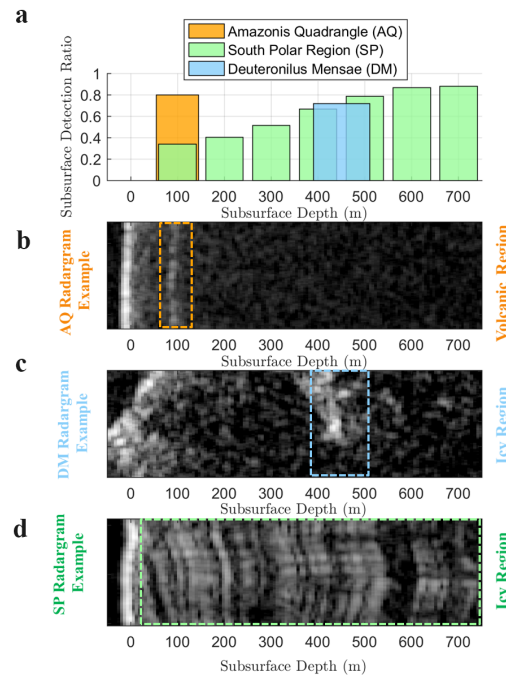 a
Amazonis Quadrangle (AQ)
South Polar Region (SP)
Deuteronilus Mensae (DM)
Subsurface Detection Ratio
1
0.8
0.6
0.4
0.2
0
0 100 200 300 400 500 600 700
Subsurface Depth (m)
b
AQ Radargram
Example
Volcanic Region
0 100 200 300 400 500 600 700
Subsurface Depth (m)
c
DM Radargram
Example
Icy Region
0 100 200 300 400 500 600 700
Subsurface Depth (m)
d
SP Radargram
Example
Icy Region
0 100 200 300 400 500 600 700
Subsurface Depth (m)